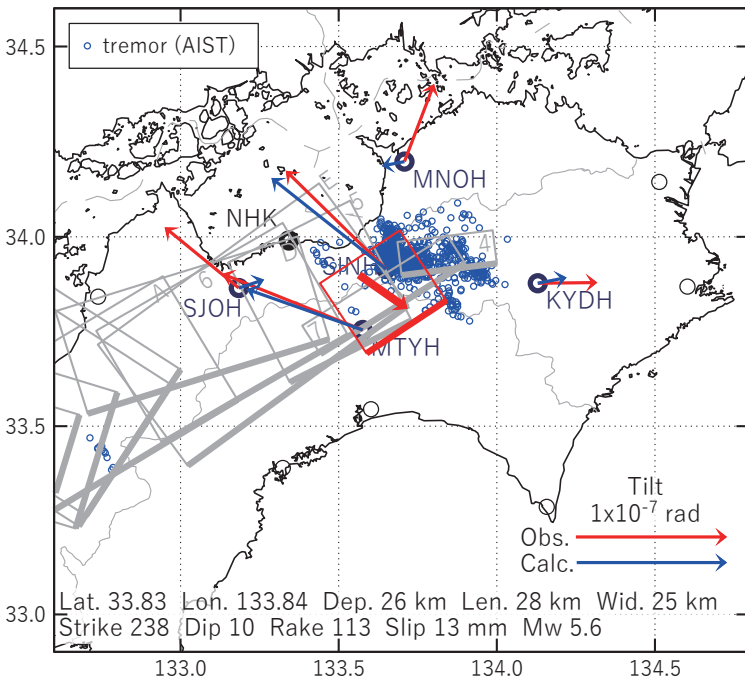 34.5
34.0
33.5
33.0
tremor (AIST)
MNOH
NHK
SJOH
MTYH
KYDH
4
6
Tilt
1x10⁻⁷ rad
Obs.
Calc.
Lat. 33.83 Lon. 133.84 Dep. 26 km Len. 28 km Wid. 25 km
Strike 238 Dip 10 Rake 113 Slip 13 mm Mw 5.6
133.0 133.5 134.0 134.5